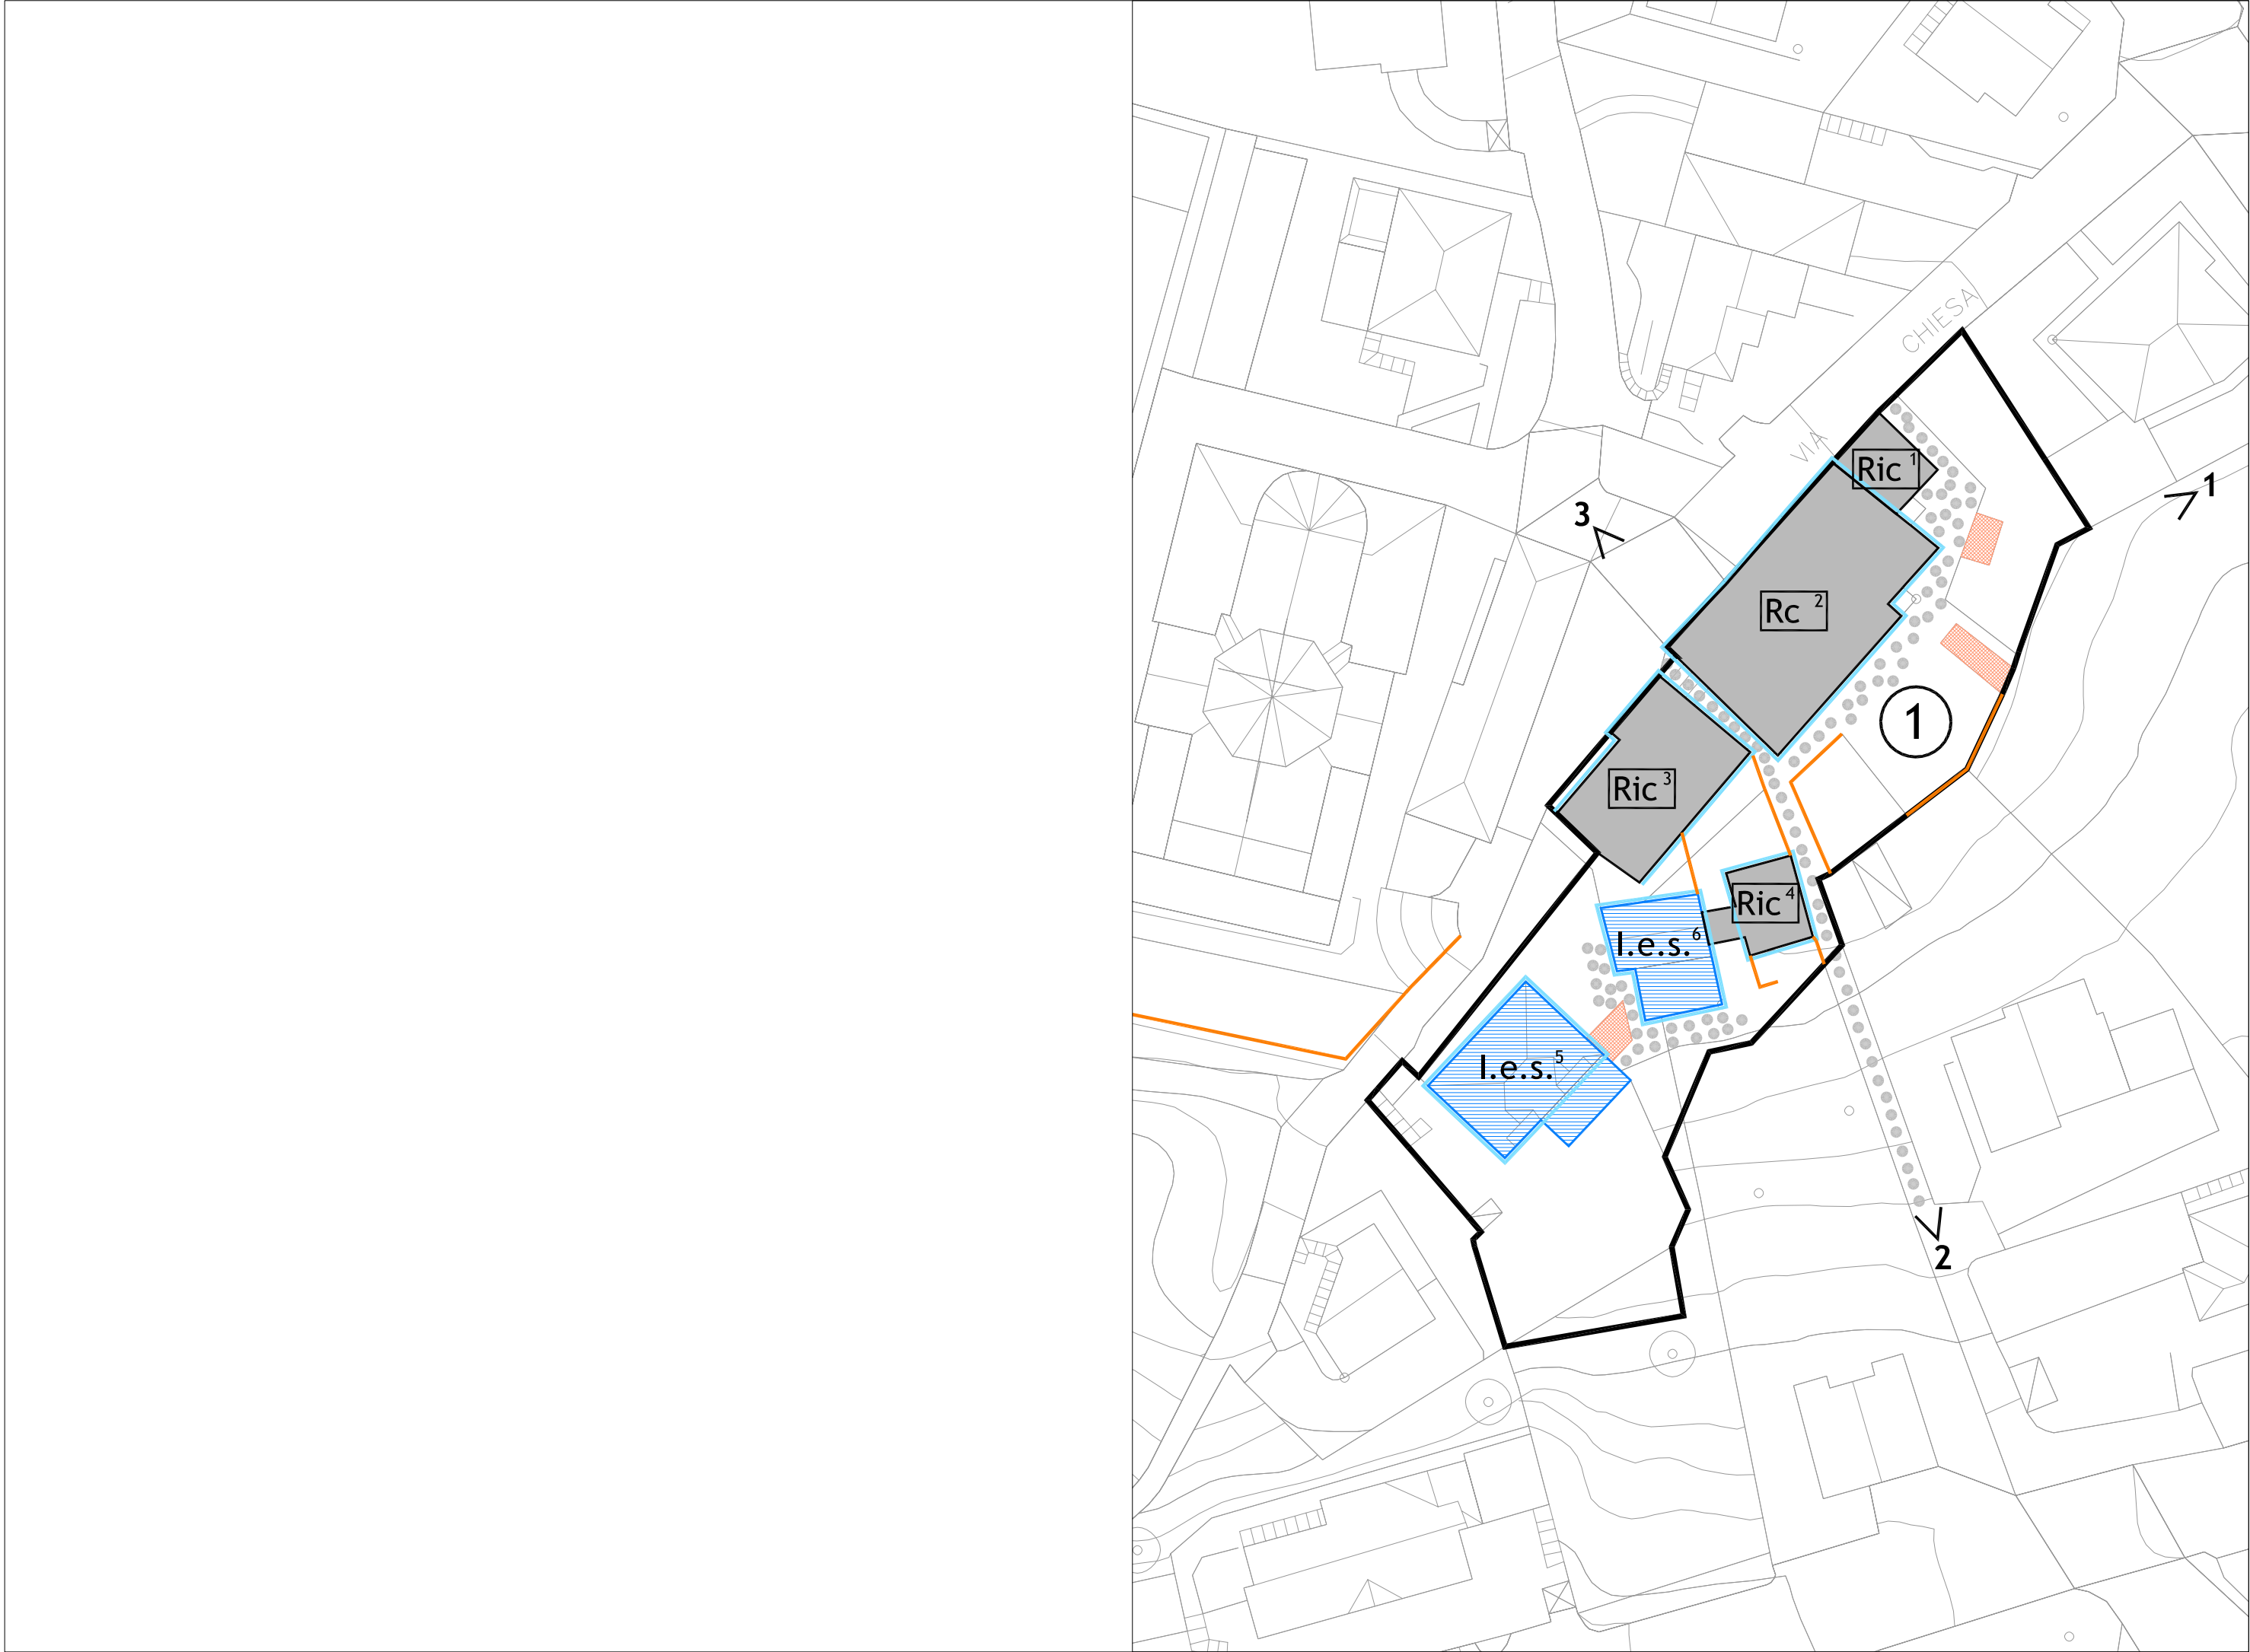 VIA CHIESA
Ric 1
1
3
Rc 2
1
Ric 3
Ric 4
I.e.s. 6
I.e.s. 5
2